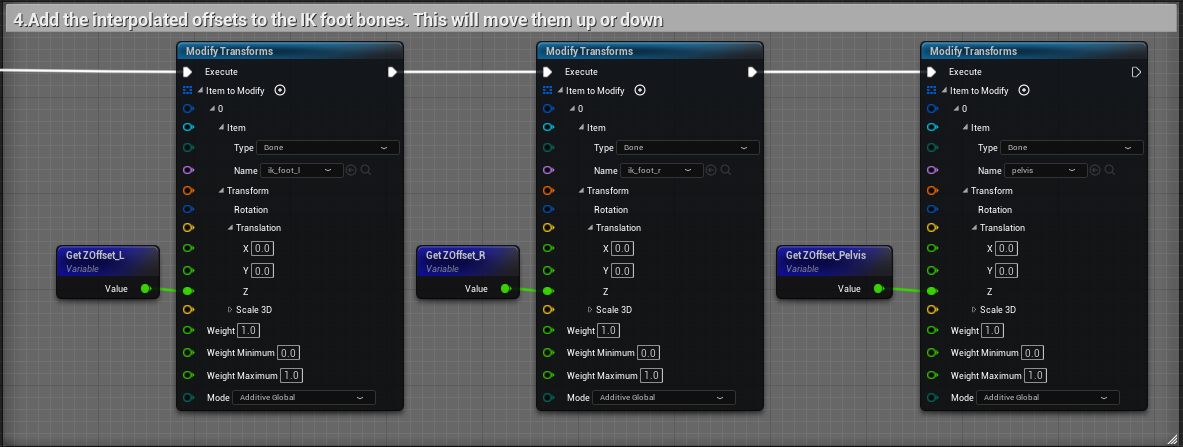 4.Add the interpolated offsets to the IK foot bones. This will move them up or down
Modify Transforms
Execute
Item to Modify
0
Item
Type Bone
Name ik_foot_l
Transform
Rotation
Translation
X 0.0
Y 0.0
Z
Scale 3D
Weight 1.0
Weight Minimum 0.0
Weight Maximum 1.0
Mode Additive Global
Get ZOffset_L
Variable
Value
Modify Transforms
Execute
Item to Modify
0
Item
Type Bone
Name ik_foot_r
Transform
Rotation
Translation
X 0.0
Y 0.0
Z
Scale 3D
Weight 1.0
Weight Minimum 0.0
Weight Maximum 1.0
Mode Additive Global
Get ZOffset_R
Variable
Value
Modify Transforms
Execute
Item to Modify
0
Item
Type Bone
Name pelvis
Transform
Rotation
Translation
X 0.0
Y 0.0
Z
Scale 3D
Weight 1.0
Weight Minimum 0.0
Weight Maximum 1.0
Mode Additive Global
Get ZOffset_Pelvis
Variable
Value